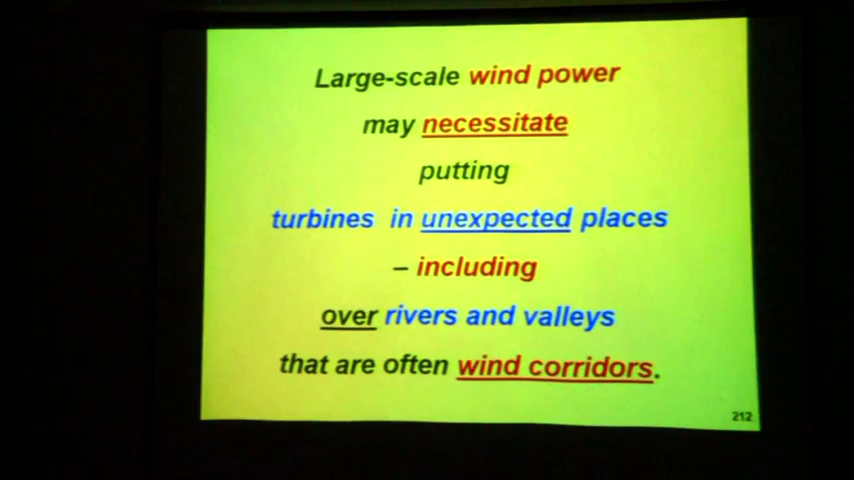 Large-scale wind power
may necessitate
putting
turbines in unexpected places
– including
over rivers and valleys
that are often wind corridors.
212